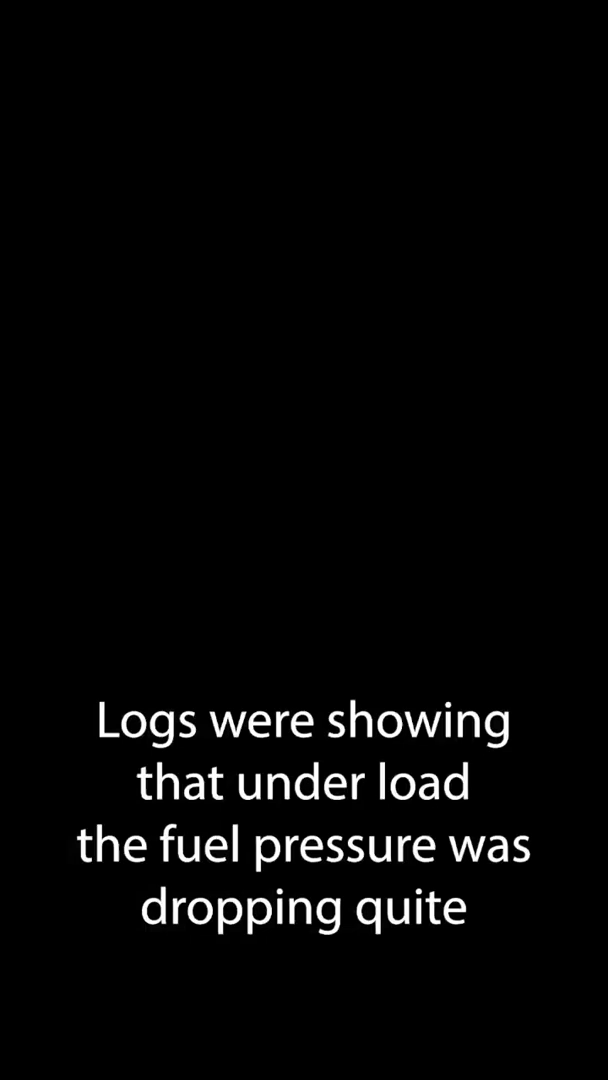 Logs were showing
that under load
the fuel pressure was
dropping quite